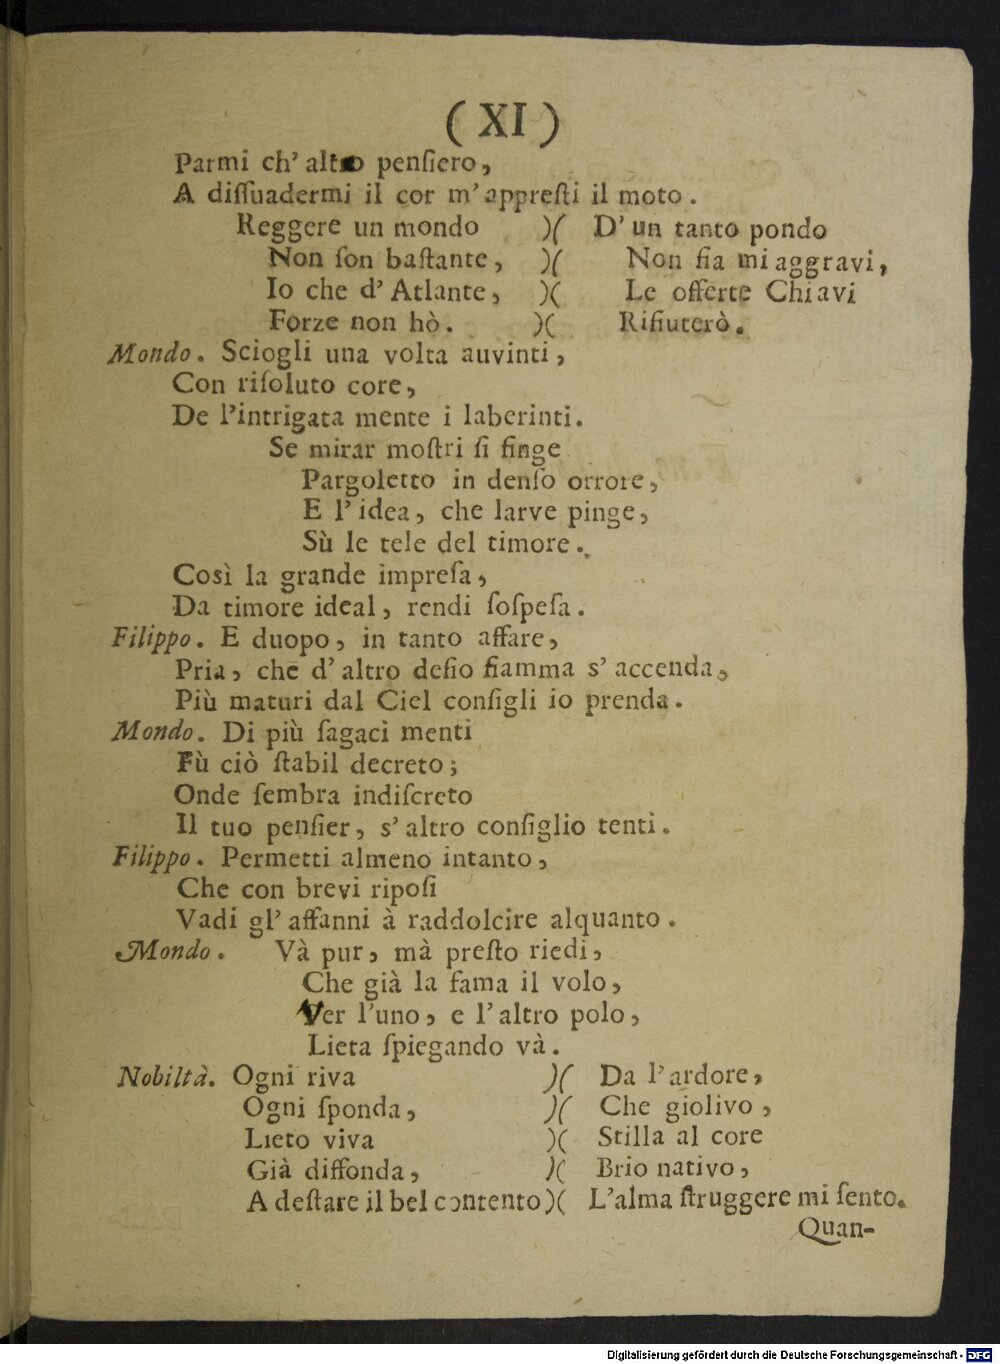 ( XI )
Parmi ch' altro penſiero,
A diſſuadermi il cor m' appreſti il moto.
Reggere un mondo )( D' un tanto pondo
Non ſon baſtante, )( Non fia mi aggravi,
Io che d' Atlante, )( Le offerte Chiavi
Forze non hò. )( Rifiuterò.
Mondo. Sciogli una volta auvinti,
Con riſoluto core,
De l'intrigata mente i laberinti.
Se mirar moſtri ſi finge
Pargoletto in denſo orrore,
E l' idea, che larve pinge,
Sù le tele del timore.
Così la grande impreſa,
Da timore ideal, rendi ſoſpeſa.
Filippo. E duopo, in tanto affare,
Pria, che d' altro deſio fiamma s' accenda,
Più maturi dal Ciel conſigli io prenda.
Mondo. Di più ſagaci menti
Fù ciò ſtabil decreto;
Onde ſembra indiſcreto
Il tuo penſier, s' altro conſiglio tenti.
Filippo. Permetti almeno intanto,
Che con brevi ripoſi
Vadi gl' affanni à raddolcire alquanto.
Mondo. Và pur, mà preſto riedi,
Che già la fama il volo,
Ver l'uno, e l' altro polo,
Lieta ſpiegando và.
Nobiltà. Ogni riva )( Da l' ardore,
Ogni ſponda, )( Che giolivo,
Lieto viva )( Stilla al core
Già diffonda, )( Brio nativo,
A deſtare il bel contento )( L'alma ſtruggere mi ſento.
Quan-
Digitalisierung gefördert durch die Deutsche Forschungsgemeinschaft - DFG